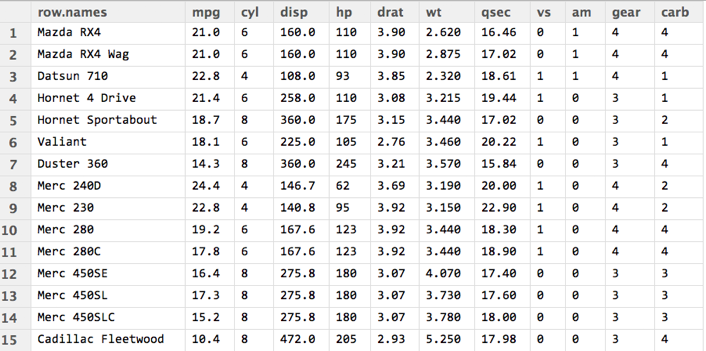 row.names mpg cyl disp hp drat wt qsec vs am gear carb
1 Mazda RX4 21.0 6 160.0 110 3.90 2.620 16.46 0 1 4 4
2 Mazda RX4 Wag 21.0 6 160.0 110 3.90 2.875 17.02 0 1 4 4
3 Datsun 710 22.8 4 108.0 93 3.85 2.320 18.61 1 1 4 1
4 Hornet 4 Drive 21.4 6 258.0 110 3.08 3.215 19.44 1 0 3 1
5 Hornet Sportabout 18.7 8 360.0 175 3.15 3.440 17.02 0 0 3 2
6 Valiant 18.1 6 225.0 105 2.76 3.460 20.22 1 0 3 1
7 Duster 360 14.3 8 360.0 245 3.21 3.570 15.84 0 0 3 4
8 Merc 240D 24.4 4 146.7 62 3.69 3.190 20.00 1 0 4 2
9 Merc 230 22.8 4 140.8 95 3.92 3.150 22.90 1 0 4 2
10 Merc 280 19.2 6 167.6 123 3.92 3.440 18.30 1 0 4 4
11 Merc 280C 17.8 6 167.6 123 3.92 3.440 18.90 1 0 4 4
12 Merc 450SE 16.4 8 275.8 180 3.07 4.070 17.40 0 0 3 3
13 Merc 450SL 17.3 8 275.8 180 3.07 3.730 17.60 0 0 3 3
14 Merc 450SLC 15.2 8 275.8 180 3.07 3.780 18.00 0 0 3 3
15 Cadillac Fleetwood 10.4 8 472.0 205 2.93 5.250 17.98 0 0 3 4